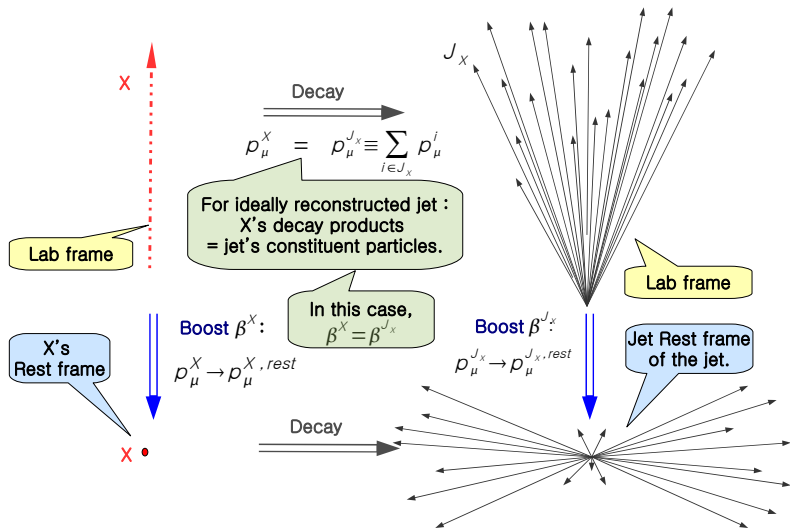 X
J_X
Decay
p_μ^X = p_μ^{J_X} ≡ ∑_{i∈J_X} p_μ^i
For ideally reconstructed jet :
X's decay products
= jet's constituent particles.
Lab frame
Lab frame
In this case,
β^X = β^{J_X}
Boost β^X:
p_μ^X → p_μ^{X,rest}
Boost β^{J_X}:
p_μ^{J_X} → p_μ^{J_X,rest}
X's
Rest frame
Jet Rest frame
of the jet.
Decay
X